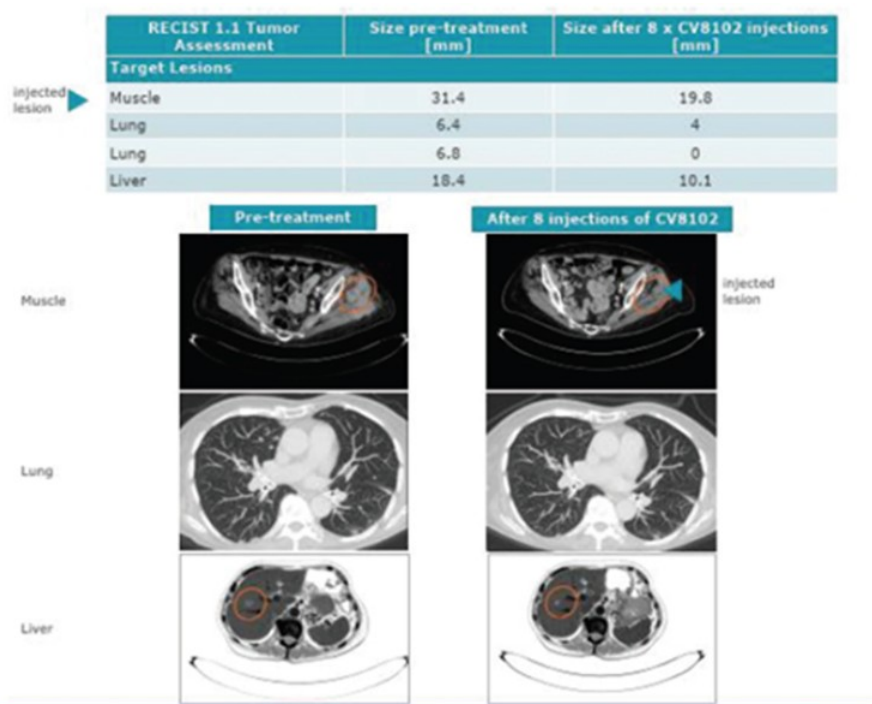 RECIST 1.1 Tumor Assessment
Size pre-treatment [mm]
Size after 8 x CV8102 injections [mm]
Target Lesions
injected lesion
Muscle 31.4 19.8
Lung 6.4 4
Lung 6.8 0
Liver 18.4 10.1
Pre-treatment
After 8 injections of CV8102
Muscle
injected
lesion
Lung
Liver